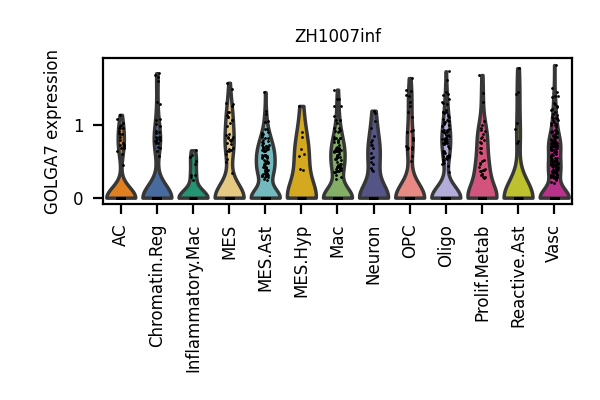 ZH1007inf
GOLGA7 expression
1
0
AC
Chromatin.Reg
Inflammatory.Mac
MES
MES.Ast
MES.Hyp
Mac
Neuron
OPC
Oligo
Prolif.Metab
Reactive.Ast
Vasc